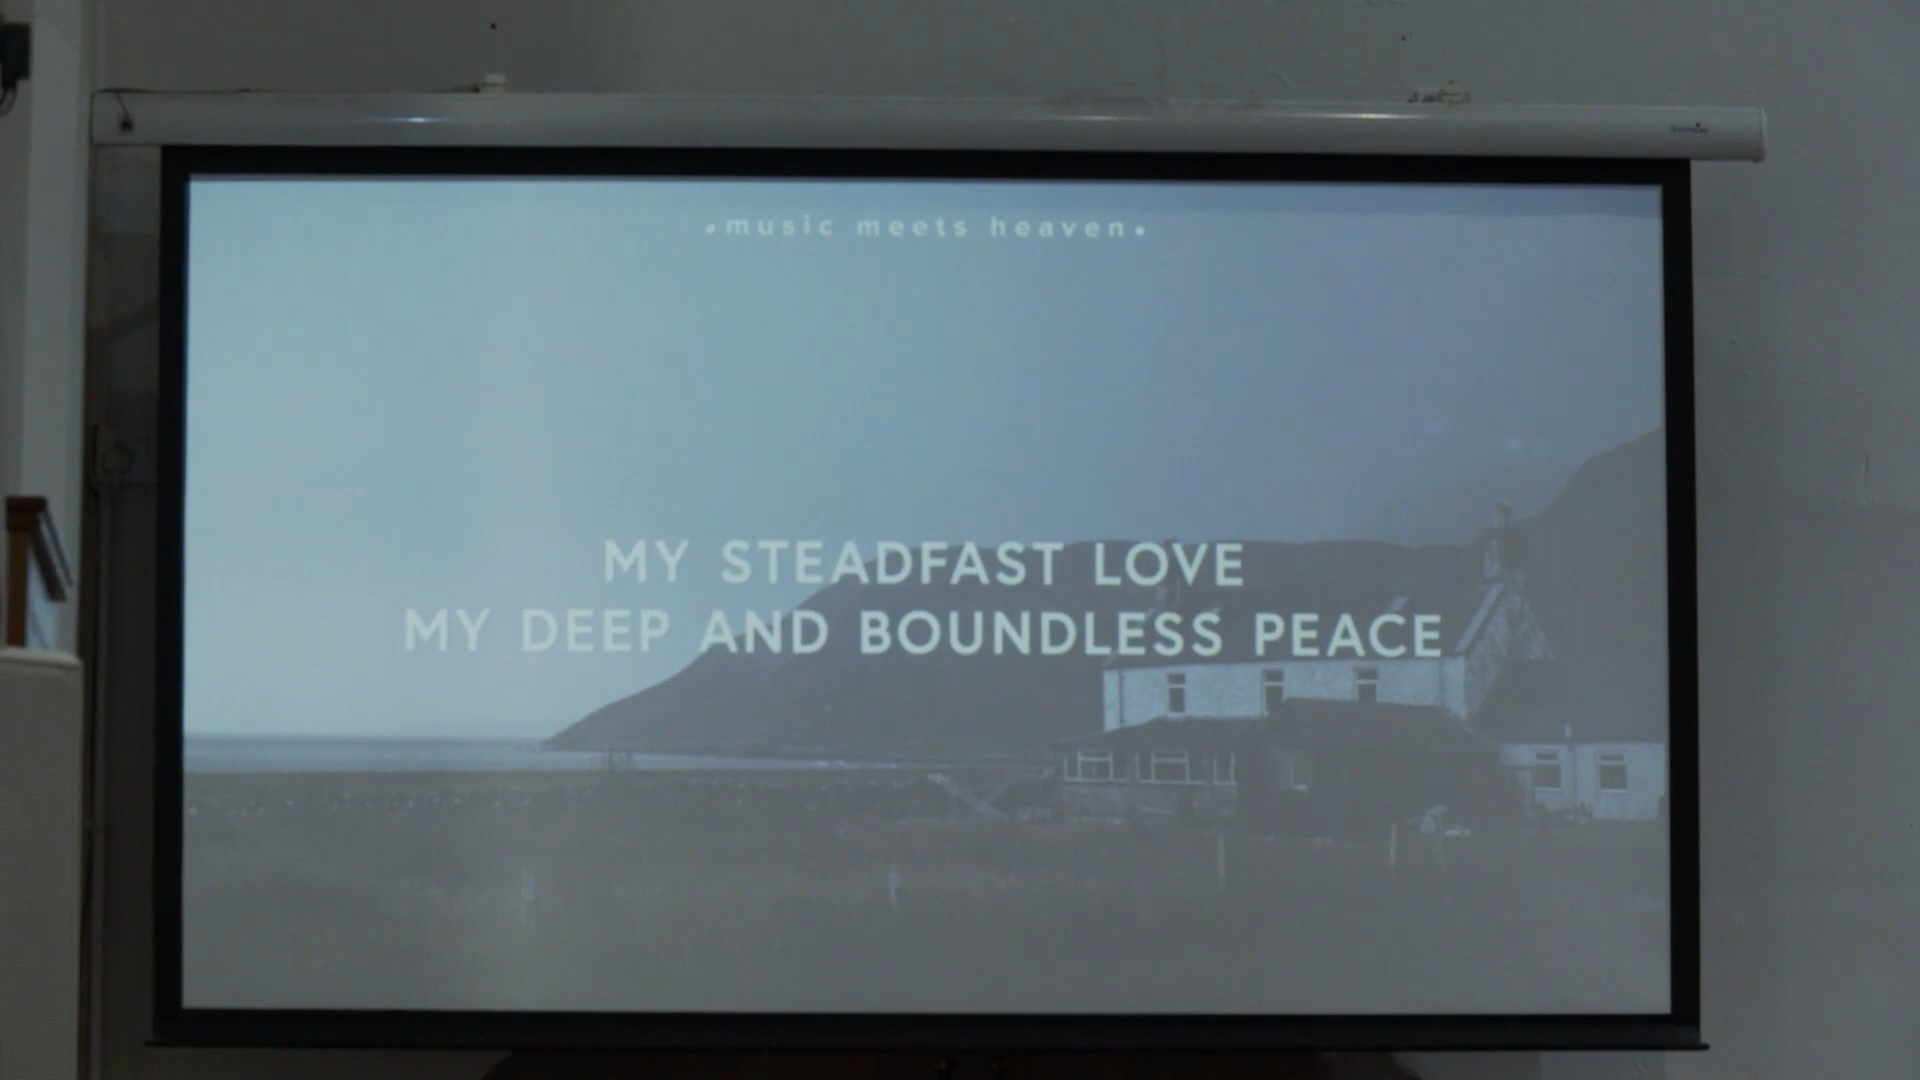 •music meets heaven•
MY STEADFAST LOVE
MY DEEP AND BOUNDLESS PEACE